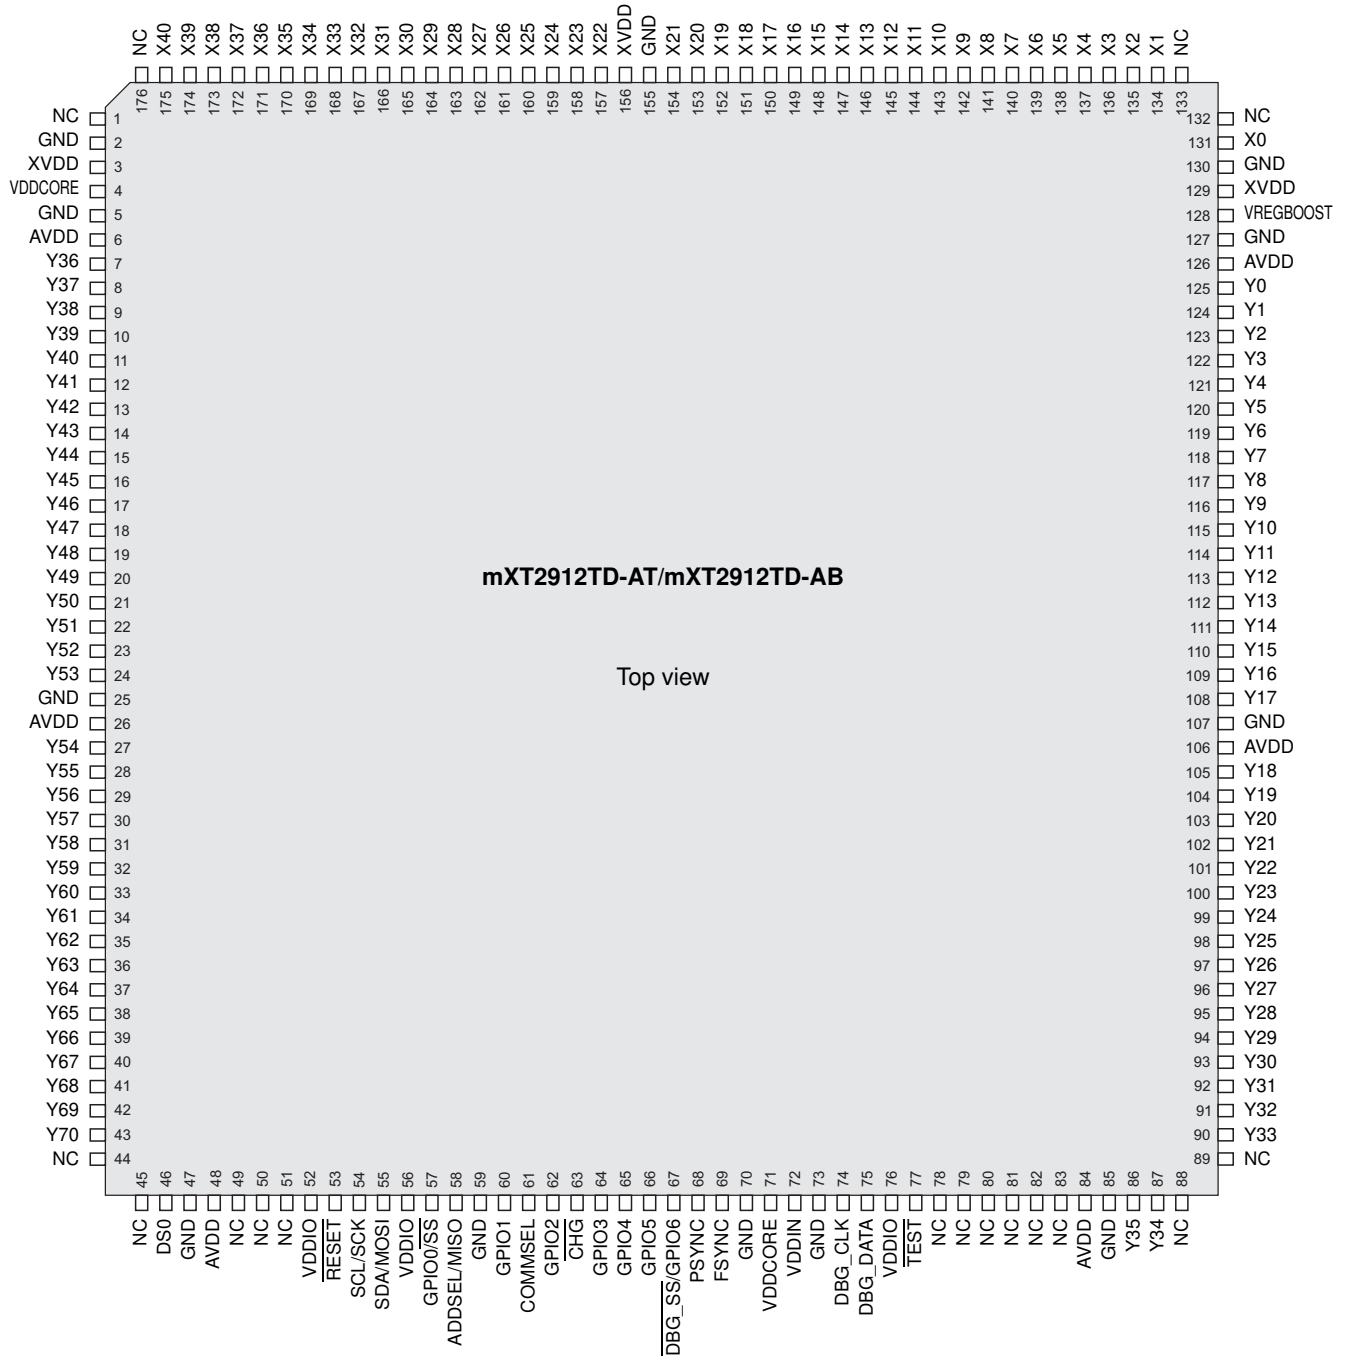 NC X40 X39 X38 X37 X36 X35 X34 X33 X32 X31 X30 X29 X28 X27 X26 X25 X24 X23 X22 XVDD GND X21 X20 X19 X18 X17 X16 X15 X14 X13 X12 X11 X10 X9 X8 X7 X6 X5 X4 X3 X2 X1 NC
176 175 174 173 172 171 170 169 168 167 166 165 164 163 162 161 160 159 158 157 156 155 154 153 152 151 150 149 148 147 146 145 144 143 142 141 140 139 138 137 136 135 134 133
NC 1 132 NC
GND 2 131 X0
XVDD 3 130 GND
VDDCORE 4 129 XVDD
GND 5 128 VREGBOOST
AVDD 6 127 GND
Y36 7 126 AVDD
Y37 8 125 Y0
Y38 9 124 Y1
Y39 10 123 Y2
Y40 11 122 Y3
Y41 12 121 Y4
Y42 13 120 Y5
Y43 14 119 Y6
Y44 15 118 Y7
Y45 16 117 Y8
Y46 17 116 Y9
Y47 18 115 Y10
Y48 19 114 Y11
Y49 20 mXT2912TD-AT/mXT2912TD-AB 113 Y12
Y50 21 112 Y13
Y51 22 111 Y14
Y52 23 110 Y15
Y53 24 Top view 109 Y16
GND 25 108 Y17
AVDD 26 107 GND
Y54 27 106 AVDD
Y55 28 105 Y18
Y56 29 104 Y19
Y57 30 103 Y20
Y58 31 102 Y21
Y59 32 101 Y22
Y60 33 100 Y23
Y61 34 99 Y24
Y62 35 98 Y25
Y63 36 97 Y26
Y64 37 96 Y27
Y65 38 95 Y28
Y66 39 94 Y29
Y67 40 93 Y30
Y68 41 92 Y31
Y69 42 91 Y32
Y70 43 90 Y33
NC 44 89 NC
45 46 47 48 49 50 51 52 53 54 55 56 57 58 59 60 61 62 63 64 65 66 67 68 69 70 71 72 73 74 75 76 77 78 79 80 81 82 83 84 85 86 87 88
NC DS0 GND AVDD NC NC NC VDDIO RESET SCL/SCK SDA/MOSI VDDIO GPIO0/SS ADDSEL/MISO GND GPIO1 COMMSEL GPIO2 CHG GPIO3 GPIO4 GPIO5 DBG_SS/GPIO6 PSYNC FSYNC GND VDDCORE VDDIN GND DBG_CLK DBG_DATA VDDIO TEST NC NC NC NC NC NC AVDD GND Y35 Y34 NC